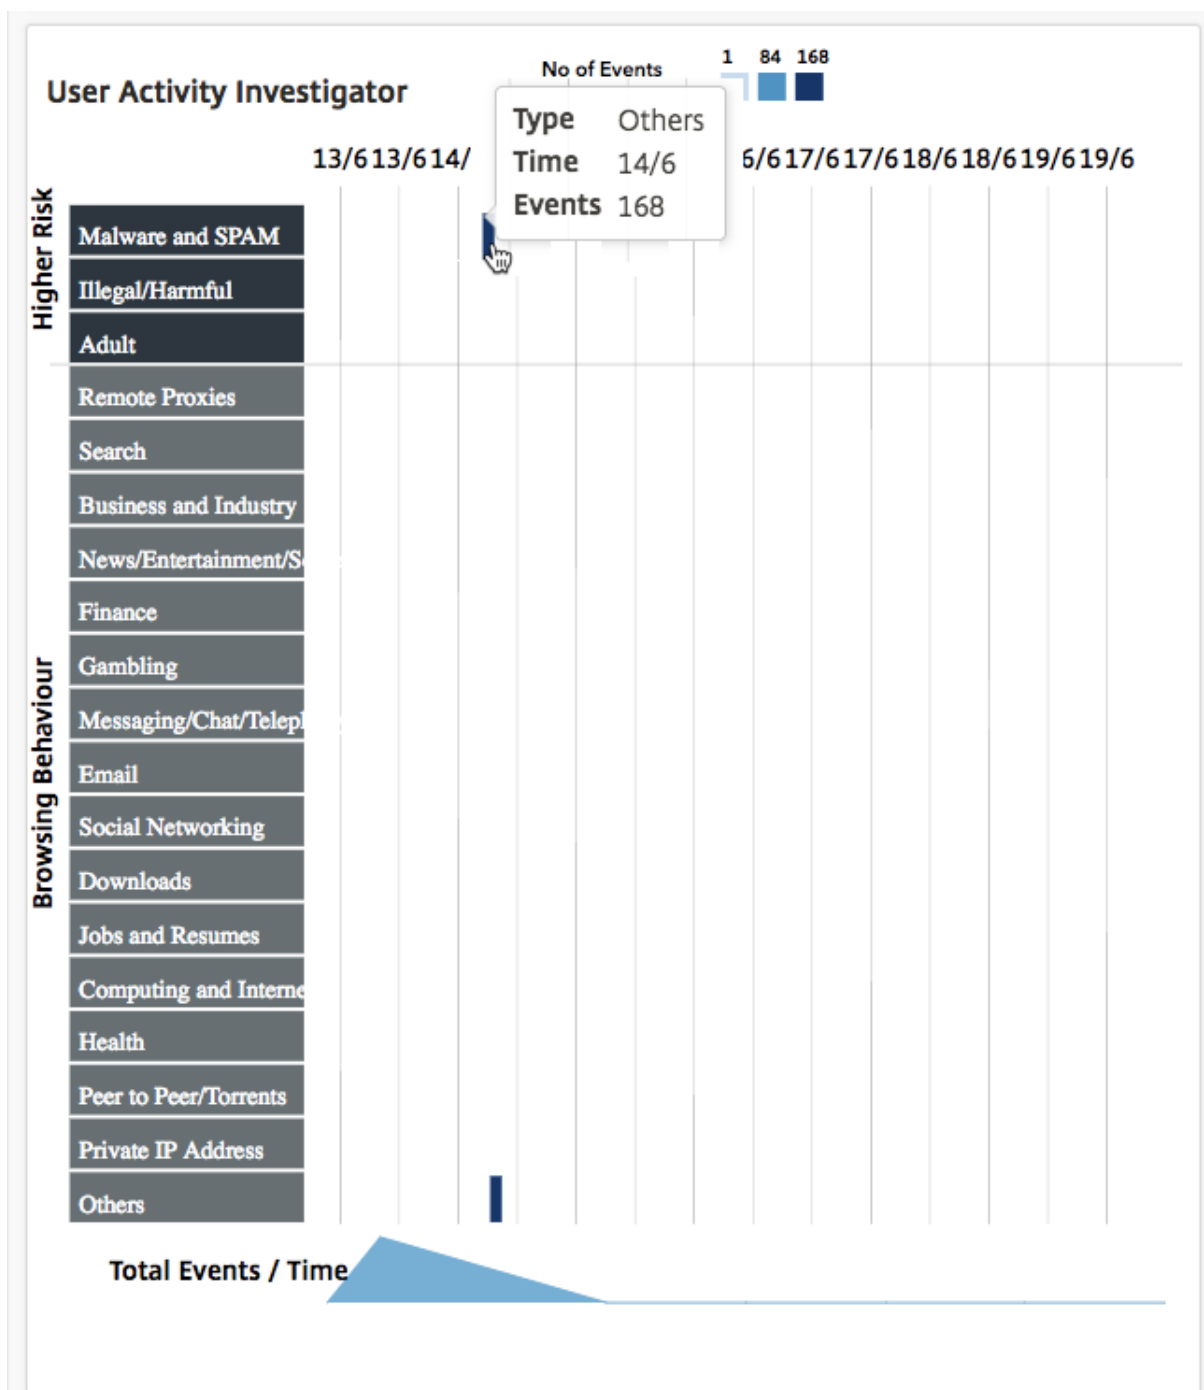 No of Events
1 84 168
User Activity Investigator
Type Others
Time 14/6
Events 168
13/6 13/6 14/ 6/6 17/6 17/6 18/6 18/6 19/6 19/6
Higher Risk
Malware and SPAM
Illegal/Harmful
Adult
Browsing Behaviour
Remote Proxies
Search
Business and Industry
News/Entertainment/S
Finance
Gambling
Messaging/Chat/Telep
Email
Social Networking
Downloads
Jobs and Resumes
Computing and Interne
Health
Peer to Peer/Torrents
Private IP Address
Others
Total Events / Time